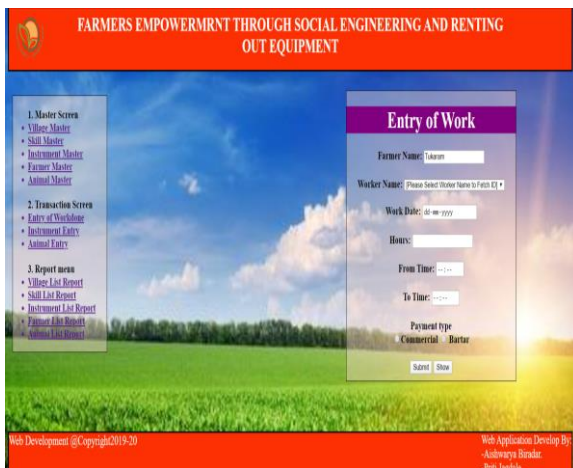 FARMERS EMPOWERMRNT THROUGH SOCIAL ENGINEERING AND RENTING
OUT EQUIPMENT
1. Master Screen
Village Master
Skill Master
Instrument Master
Farmer Master
Animal Master
2. Transaction Screen
Entry of Workdone
Instrument Entry
Animal Entry
3. Report menu
Village List Report
Skill List Report
Instrument List Report
Farmer List Report
Animal List Report
Entry of Work
Farmer Name: Tukaram
Worker Name: [Please Select Worker Name to Fetch ID]
Work Date: dd-mm-yyyy
Hours:
From Time: --:--
To Time: --:--
Payment type
Commercial Bartar
Submit Show
Web Development @Copyright2019-20
Web Application Develop By:
-Aishwarya Biradar.